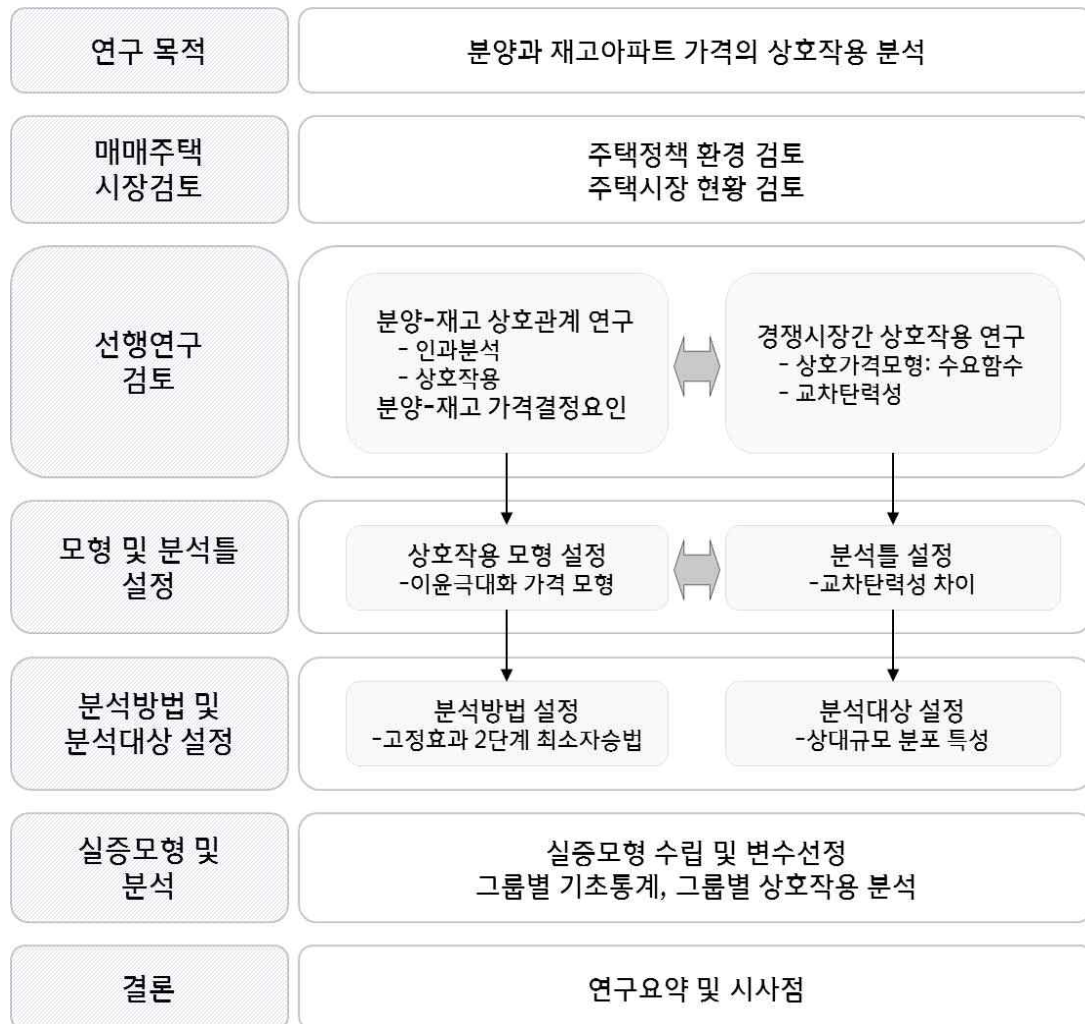 연구 목적
분양과 재고아파트 가격의 상호작용 분석
매매주택
시장검토
주택정책 환경 검토
주택시장 현황 검토
선행연구
검토
분양-재고 상호관계 연구
- 인과분석
- 상호작용
분양-재고 가격결정요인
경쟁시장간 상호작용 연구
- 상호가격모형: 수요함수
- 교차탄력성
모형 및 분석틀
설정
상호작용 모형 설정
-이윤극대화 가격 모형
분석틀 설정
-교차탄력성 차이
분석방법 및
분석대상 설정
분석방법 설정
-고정효과 2단계 최소자승법
분석대상 설정
-상대규모 분포 특성
실증모형 및
분석
실증모형 수립 및 변수선정
그룹별 기초통계, 그룹별 상호작용 분석
결론
연구요약 및 시사점